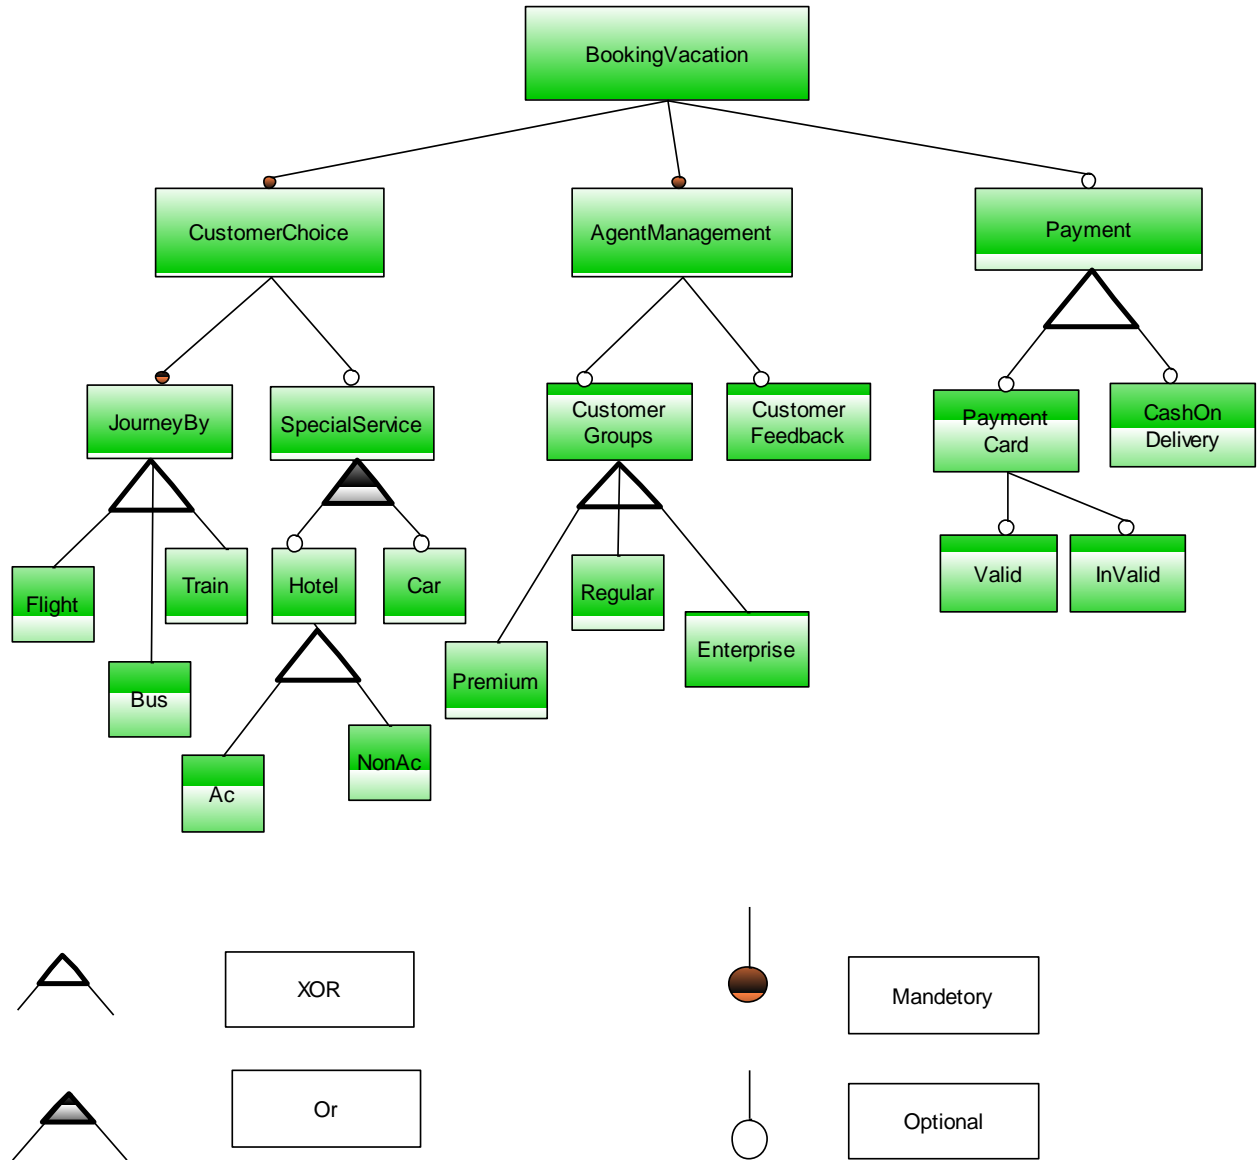 BookingVacation
CustomerChoice
AgentManagement
Payment
JourneyBy
SpecialService
Customer
Groups
Customer
Feedback
Payment
Card
CashOn
Delivery
Flight
Bus
Train
Hotel
Car
Ac
NonAc
Premium
Regular
Enterprise
Valid
InValid
XOR
Mandetory
Or
Optional